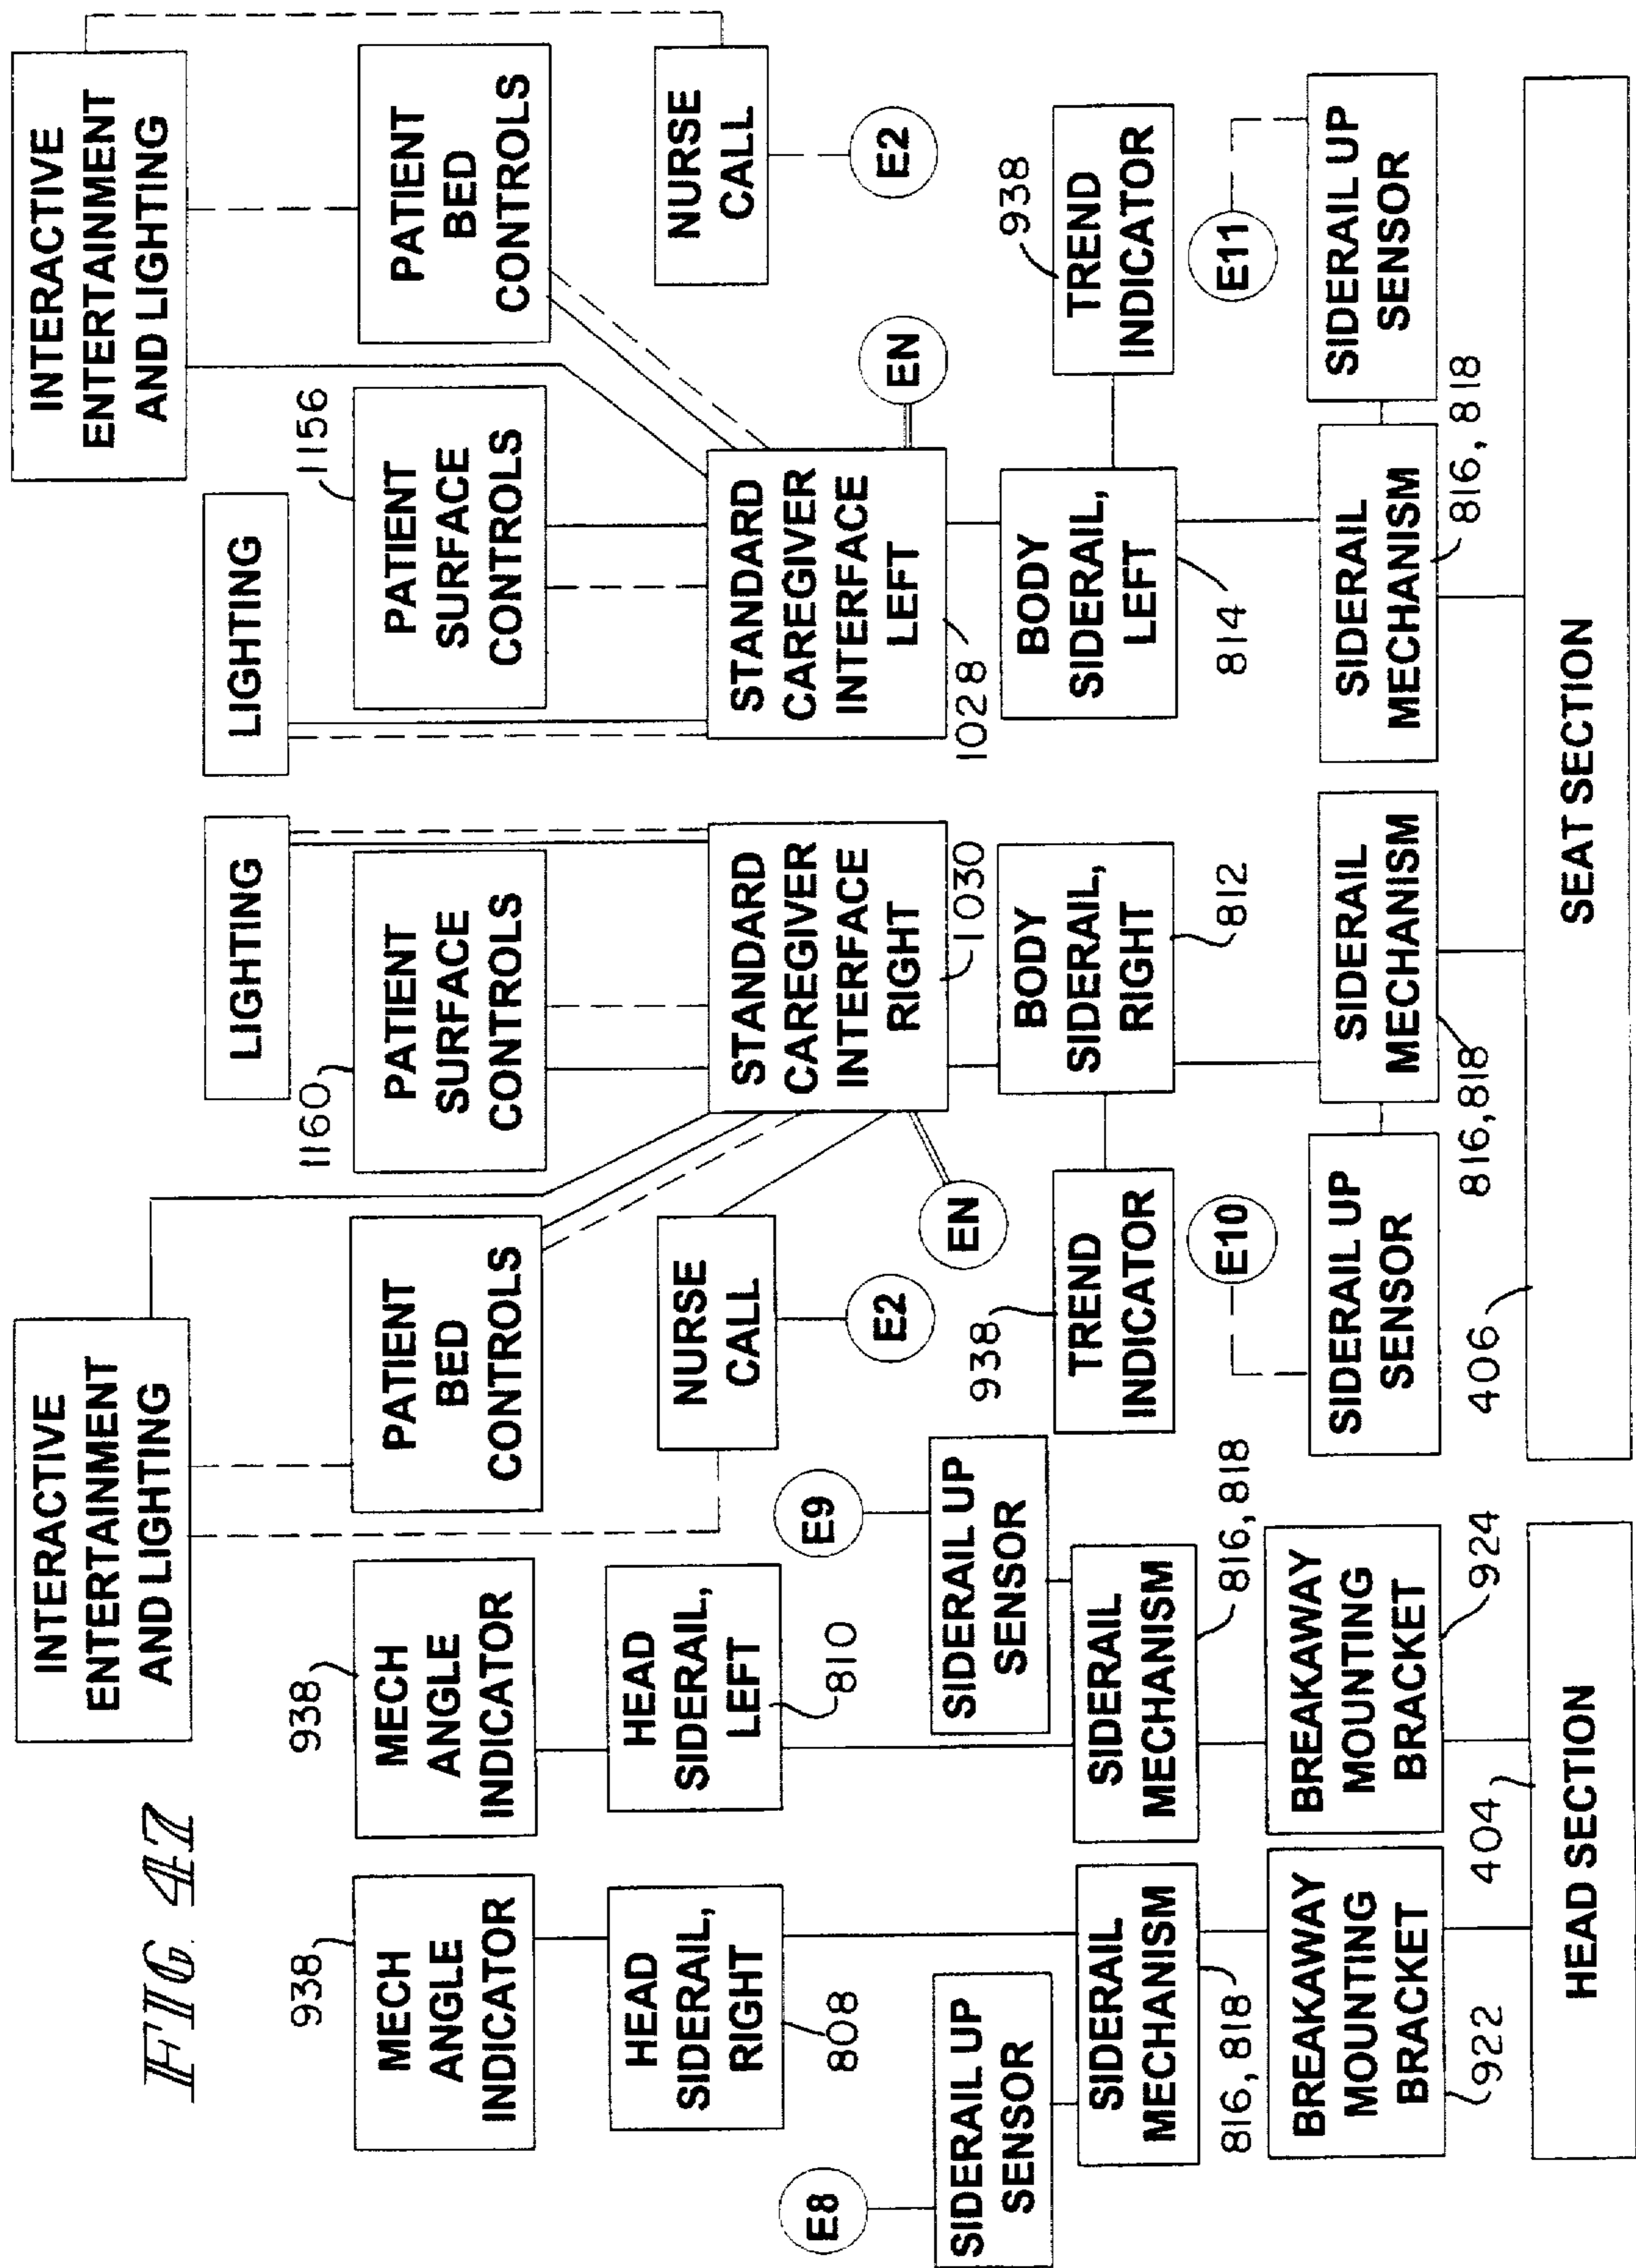 FIG. 47
INTERACTIVE
ENTERTAINMENT
AND LIGHTING
INTERACTIVE
ENTERTAINMENT
AND LIGHTING
LIGHTING
LIGHTING
938
MECH
ANGLE
INDICATOR
938
MECH
ANGLE
INDICATOR
PATIENT
BED
CONTROLS
1160
PATIENT
SURFACE
CONTROLS
1156
PATIENT
SURFACE
CONTROLS
PATIENT
BED
CONTROLS
HEAD
SIDERAIL,
RIGHT
808
HEAD
SIDERAIL,
LEFT
810
NURSE
CALL
E2
STANDARD
CAREGIVER
INTERFACE
RIGHT
1030
EN
STANDARD
CAREGIVER
INTERFACE
LEFT
1028
EN
NURSE
CALL
E2
E8
SIDERAIL UP
SENSOR
E9
SIDERAIL UP
SENSOR
938
TREND
INDICATOR
BODY
SIDERAIL,
RIGHT
812
BODY
SIDERAIL,
LEFT
814
938
TREND
INDICATOR
SIDERAIL
MECHANISM
816, 818
SIDERAIL
MECHANISM
816, 818
E10
SIDERAIL UP
SENSOR
SIDERAIL
MECHANISM
816, 818
SIDERAIL
MECHANISM
816, 818
E11
SIDERAIL UP
SENSOR
BREAKAWAY
MOUNTING
BRACKET
922
BREAKAWAY
MOUNTING
BRACKET
924
404
HEAD SECTION
406
SEAT SECTION